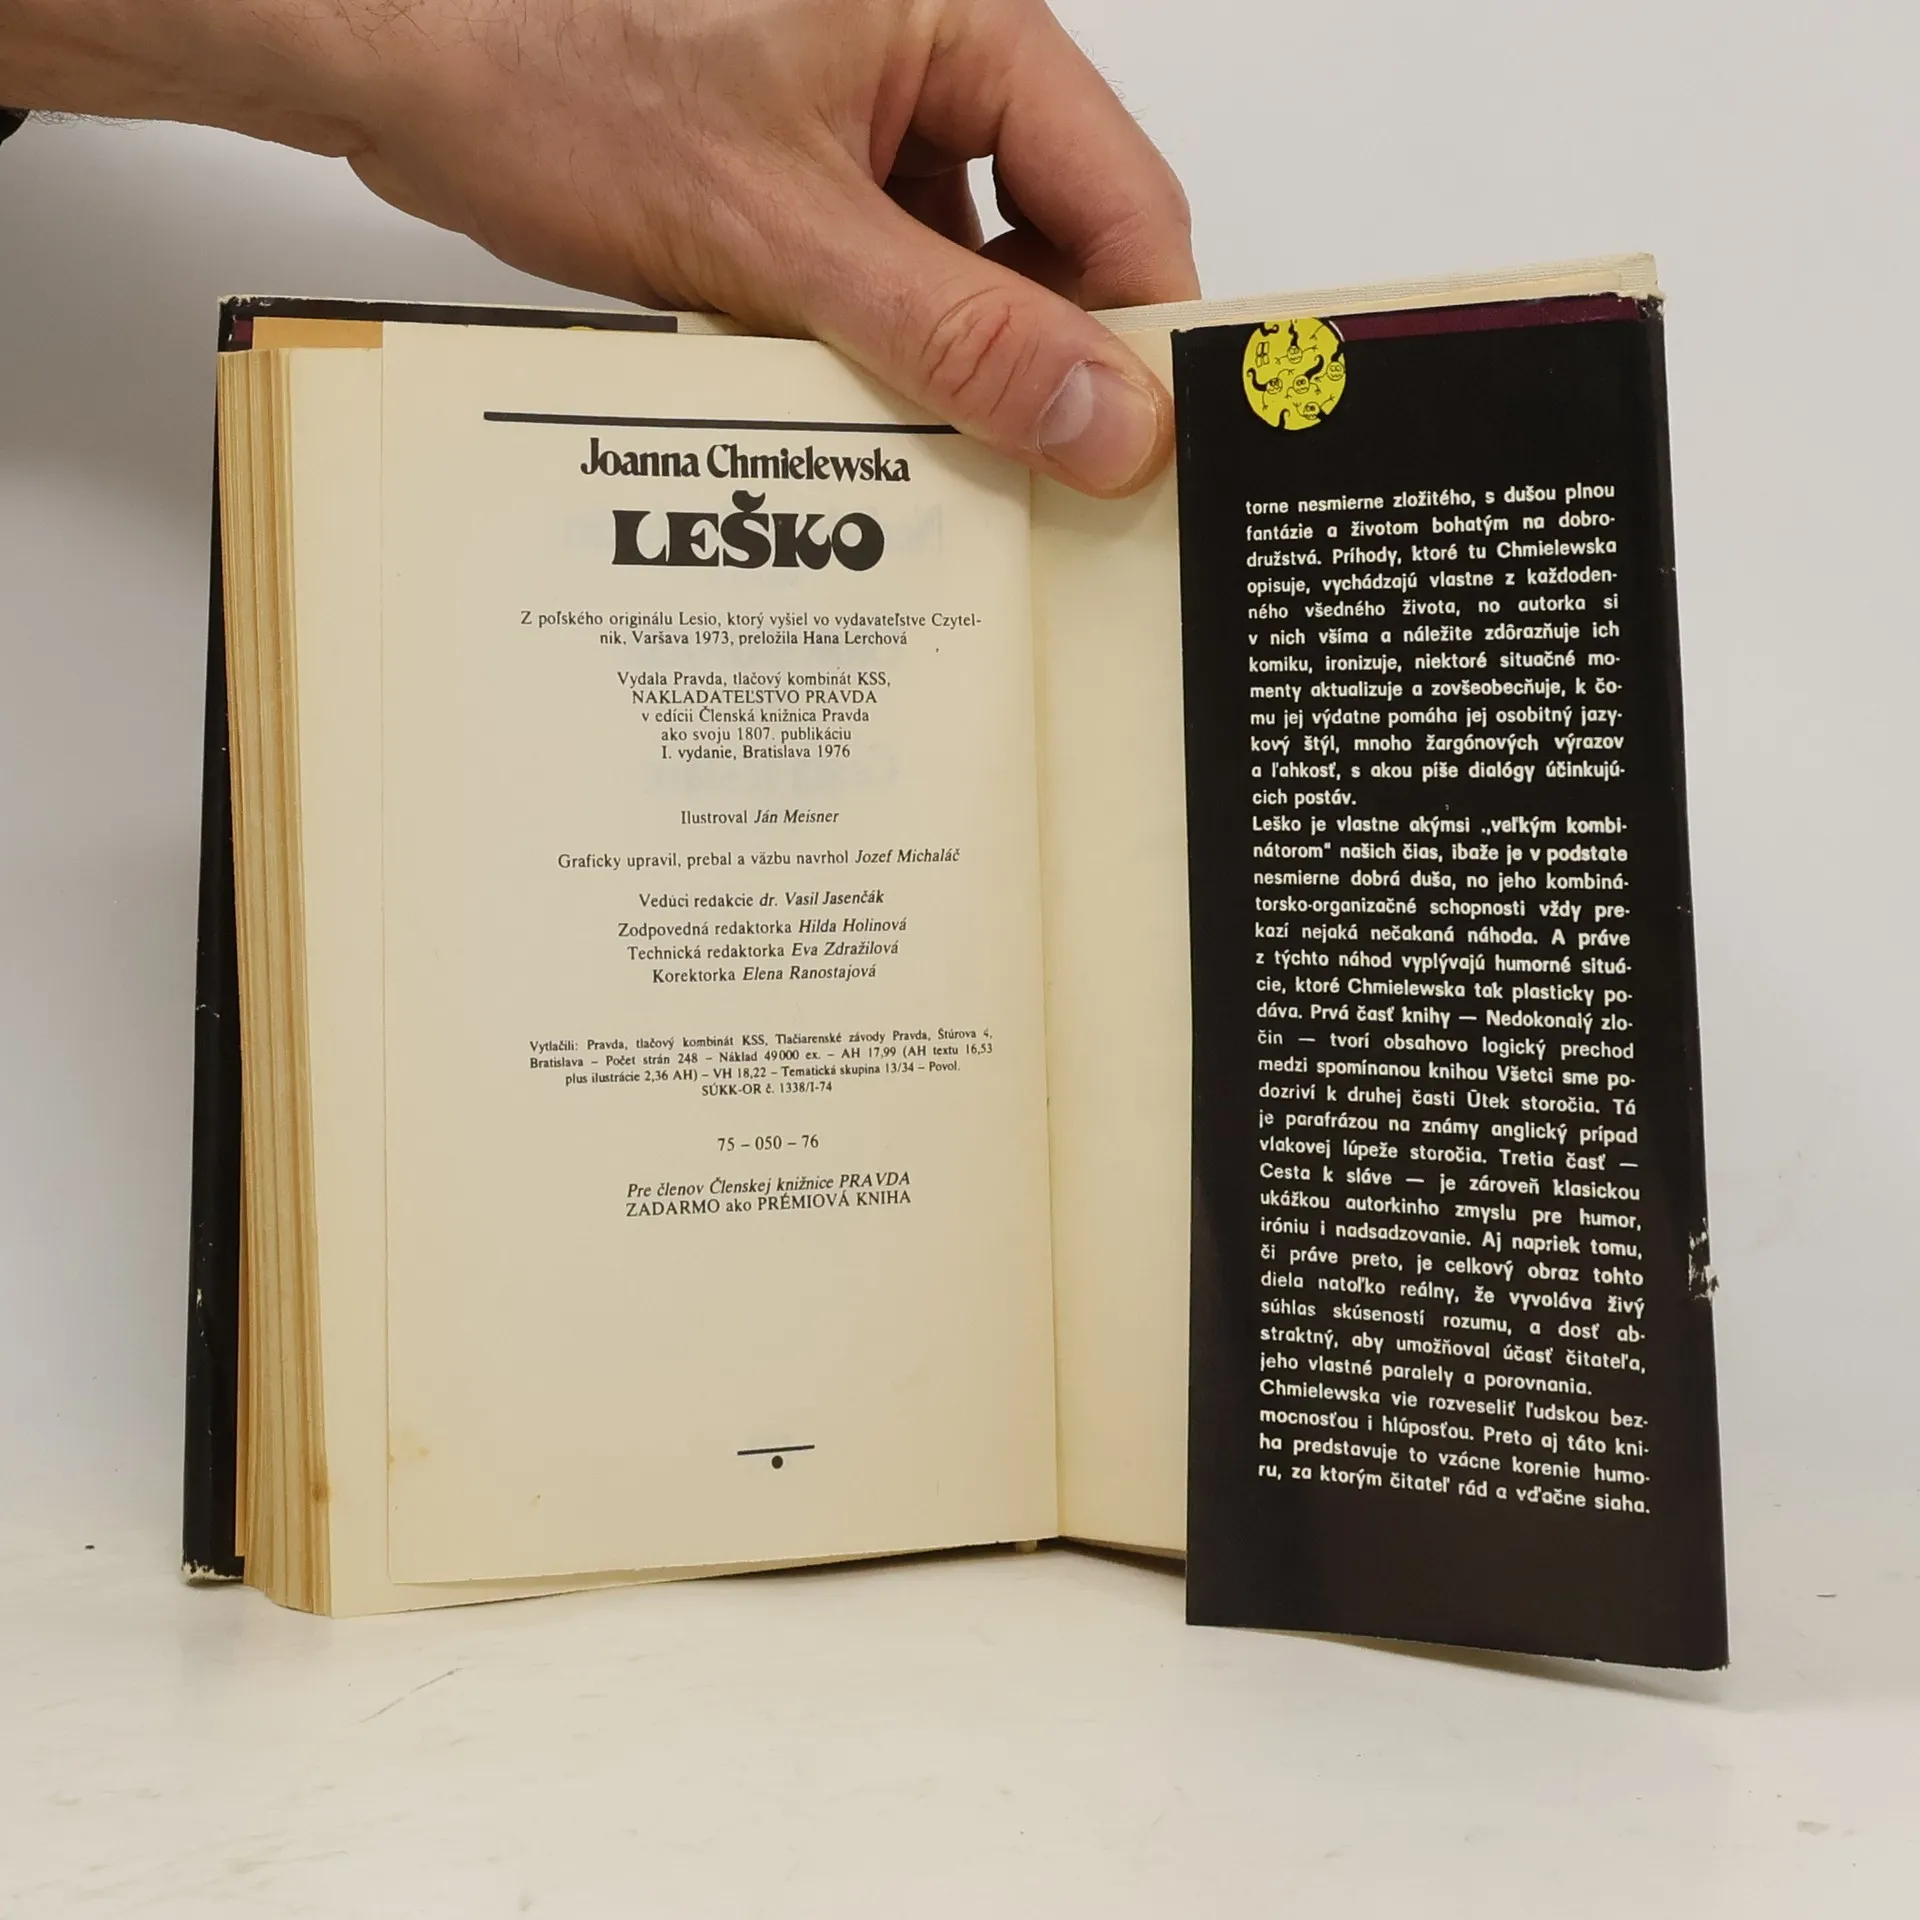 Joanna Chmielewska
LEŠKO
Z poľského originálu Lesio, ktorý vyšiel vo vydavateľstve Czytel-
nik, Varšava 1973, preložila Hana Lerchová
Vydala Pravda, tlačový kombinát KSS,
NAKLADATEĽSTVO PRAVDA
v edícii Členská knižnica Pravda
ako svoju 1807. publikáciu
I. vydanie, Bratislava 1976
Ilustroval Ján Meisner
Graficky upravil, prebal a väzbu navrhol Jozef Michaláč
Vedúci redakcie dr. Vasil Jasenčák
Zodpovedná redaktorka Hilda Holinová
Technická redaktorka Eva Zdražilová
Korektorka Elena Ranostajová
Vytlačili: Pravda, tlačový kombinát KSS, Tlačiarenské závody Pravda, Štúrova 4,
Bratislava – Počet strán 248 – Náklad 49000 ex. – AH 17,99 (AH textu 16,53
plus ilustrácie 2,36 AH) – VH 18,22 – Tematická skupina 13/34 – Povol.
SÚKK-OR č. 1338/I-74
75 – 050 – 76
Pre členov Členskej knižnice PRAVDA
ZADARMO ako PRÉMIOVÁ KNIHA
torne nesmierne zložitého, s dušou plnou
fantázie a životom bohatým na dobro-
družstvá. Príhody, ktoré tu Chmielewska
opisuje, vychádzajú vlastne z každoden-
ného všedného života, no autorka si
v nich všíma a náležite zdôrazňuje ich
komiku, ironizuje, niektoré situačné mo-
menty aktualizuje a zovšeobecňuje, k čo-
mu jej výdatne pomáha jej osobitný jazy-
kový štýl, mnoho žargónových výrazov
a ľahkosť, s akou píše dialógy účinkujú-
cich postáv.
Leško je vlastne akýmsi „veľkým kombi-
nátorom" našich čias, ibaže je v podstate
nesmierne dobrá duša, no jeho kombiná-
torsko-organizačné schopnosti vždy pre-
kazí nejaká nečakaná náhoda. A práve
z týchto náhod vyplývajú humorné situá-
cie, ktoré Chmielewska tak plasticky po-
dáva. Prvá časť knihy — Nedokonalý zlo-
čin — tvorí obsahovo logický prechod
medzi spomínanou knihou Všetci sme po-
dozriví k druhej časti Útek storočia. Tá
je parafrázou na známy anglický prípad
vlakovej lúpeže storočia. Tretia časť —
Cesta k sláve — je zároveň klasickou
ukážkou autorkinho zmyslu pre humor,
iróniu i nadsadzovanie. Aj napriek tomu,
či práve preto, je celkový obraz tohto
diela natoľko reálny, že vyvoláva živý
súhlas skúseností rozumu, a dosť ab-
straktný, aby umožňoval účasť čitateľa,
jeho vlastné paralely a porovnania.
Chmielewska vie rozveseliť ľudskou bez-
mocnosťou i hlúposťou. Preto aj táto kni-
ha predstavuje to vzácne korenie humo-
ru, za ktorým čitateľ rád a vďačne siaha.